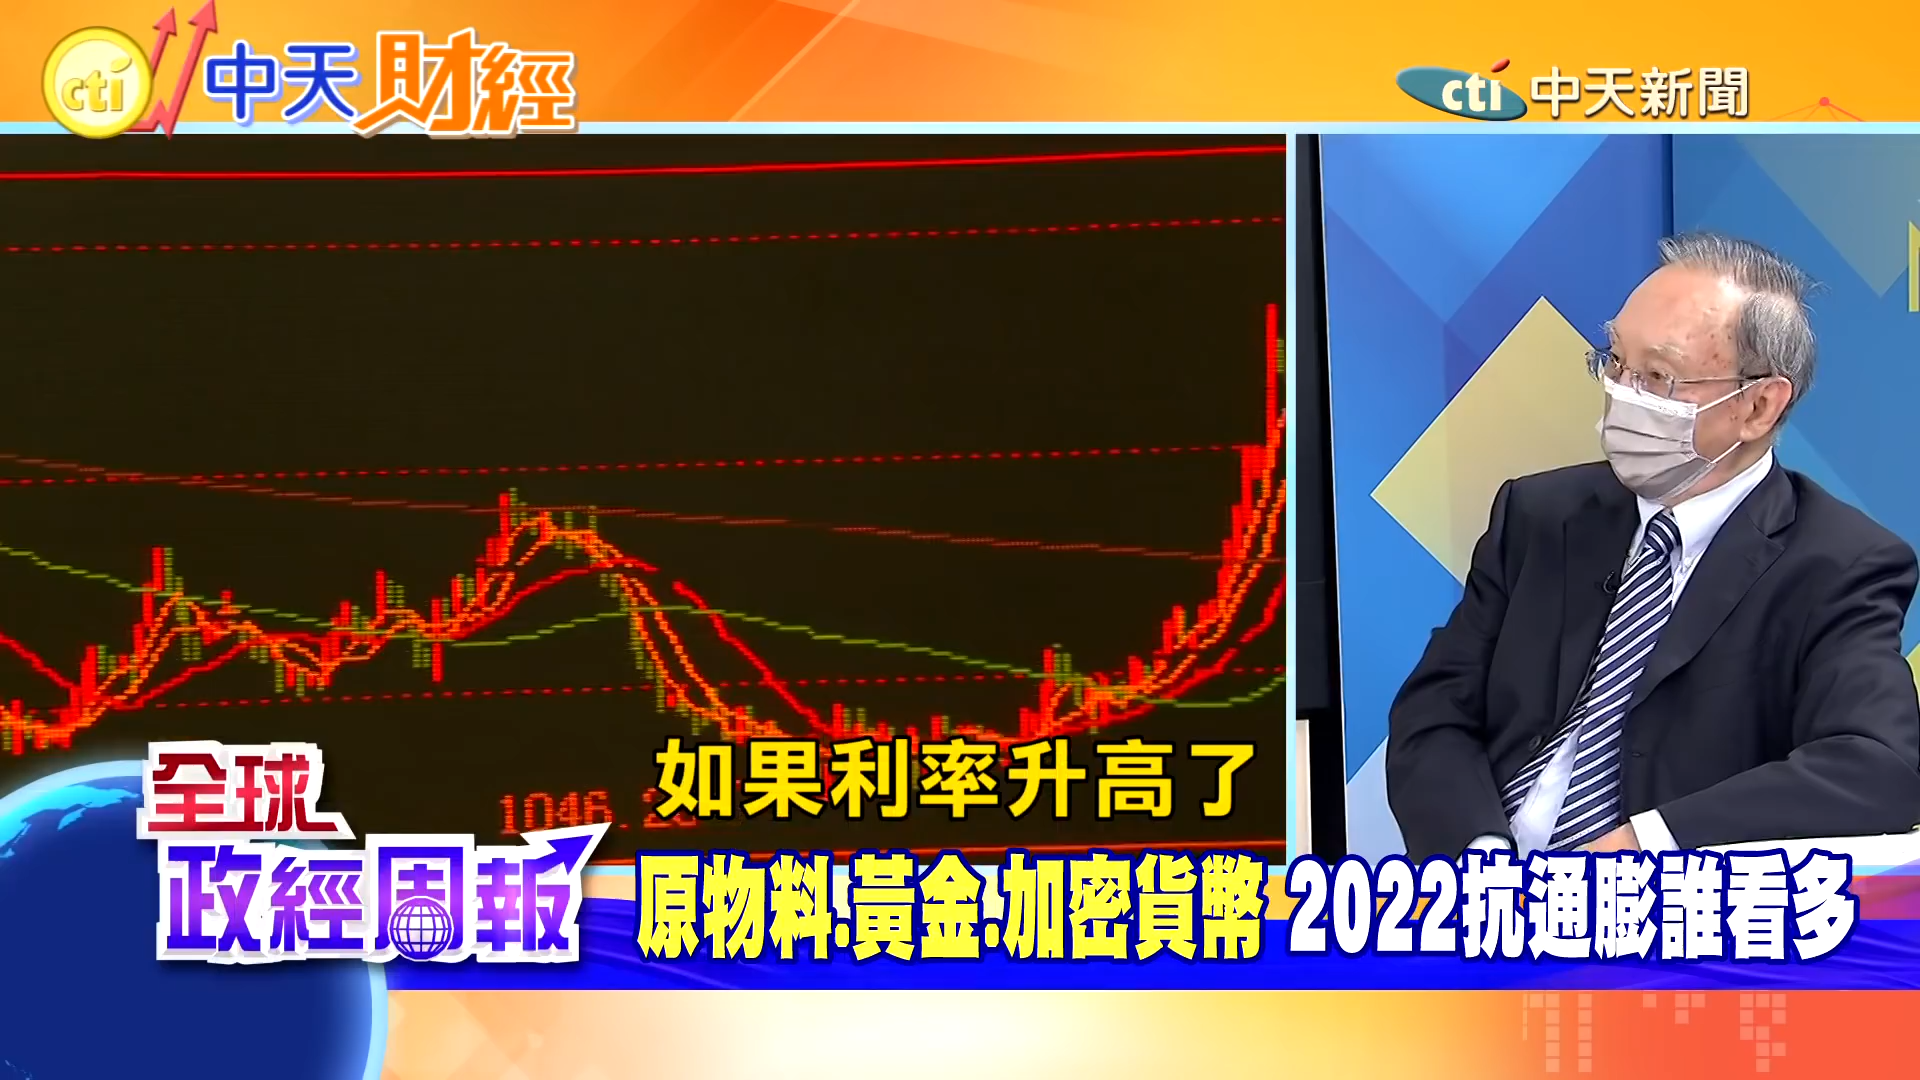 cti 中天財經
cti 中天新聞
1046.2
如果利率升高了
全球
政經周報
原物料.黃金.加密貨幣 2022抗通膨誰看多